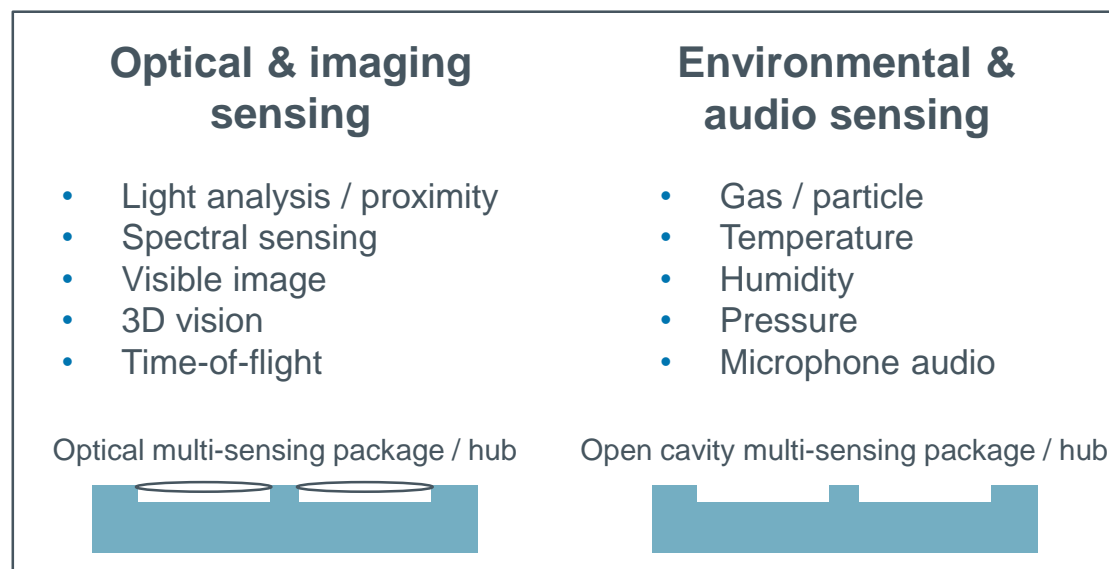 Optical & imaging
sensing
• Light analysis / proximity
• Spectral sensing
• Visible image
• 3D vision
• Time-of-flight
Optical multi-sensing package / hub
Environmental &
audio sensing
• Gas / particle
• Temperature
• Humidity
• Pressure
• Microphone audio
Open cavity multi-sensing package / hub